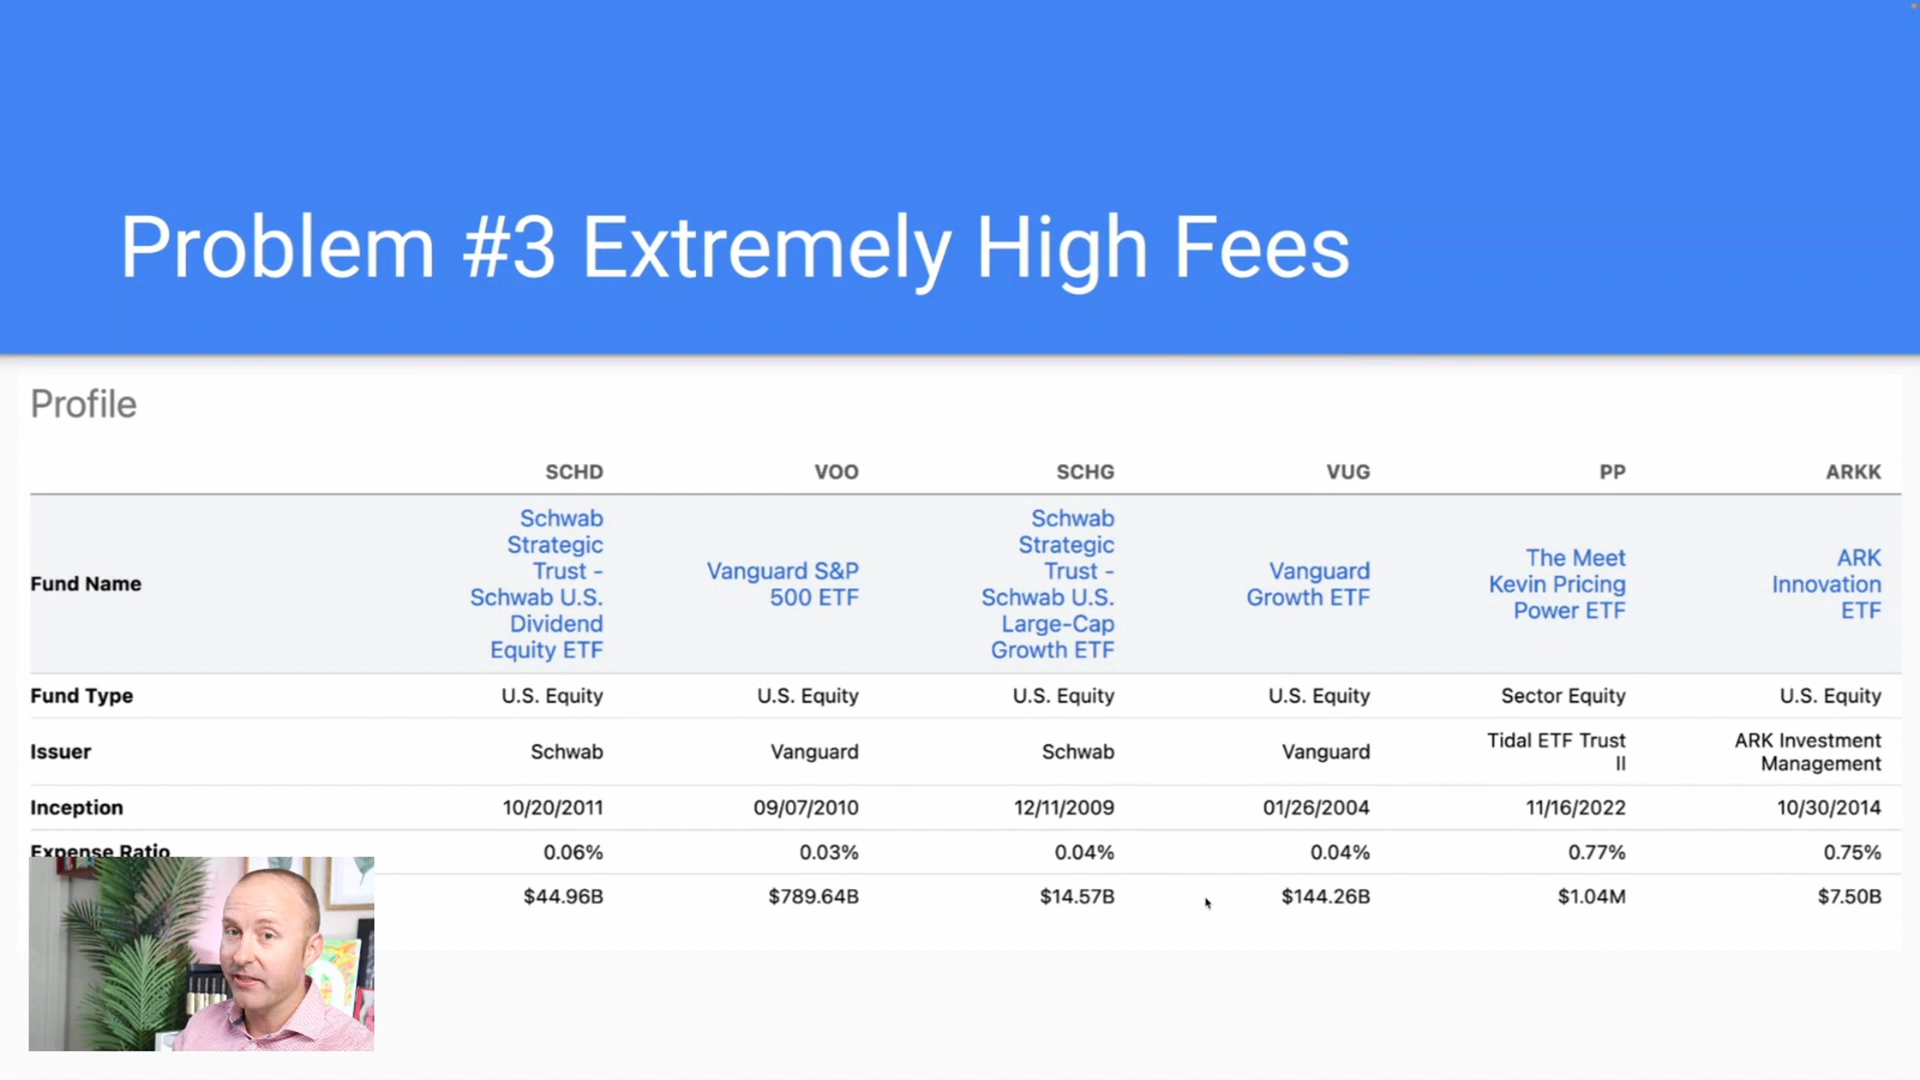 Problem #3 Extremely High Fees
Profile
SCHD VOO SCHG VUG PP ARKK
Fund Name
Schwab
Strategic
Trust -
Schwab U.S.
Dividend
Equity ETF
Vanguard S&P
500 ETF
Schwab
Strategic
Trust -
Schwab U.S.
Large-Cap
Growth ETF
Vanguard
Growth ETF
The Meet
Kevin Pricing
Power ETF
ARK
Innovation
ETF
Fund Type U.S. Equity U.S. Equity U.S. Equity U.S. Equity Sector Equity U.S. Equity
Issuer Schwab Vanguard Schwab Vanguard
Tidal ETF Trust
II
ARK Investment
Management
Inception 10/20/2011 09/07/2010 12/11/2009 01/26/2004 11/16/2022 10/30/2014
Expense Ratio 0.06% 0.03% 0.04% 0.04% 0.77% 0.75%
$44.96B $789.64B $14.57B $144.26B $1.04M $7.50B